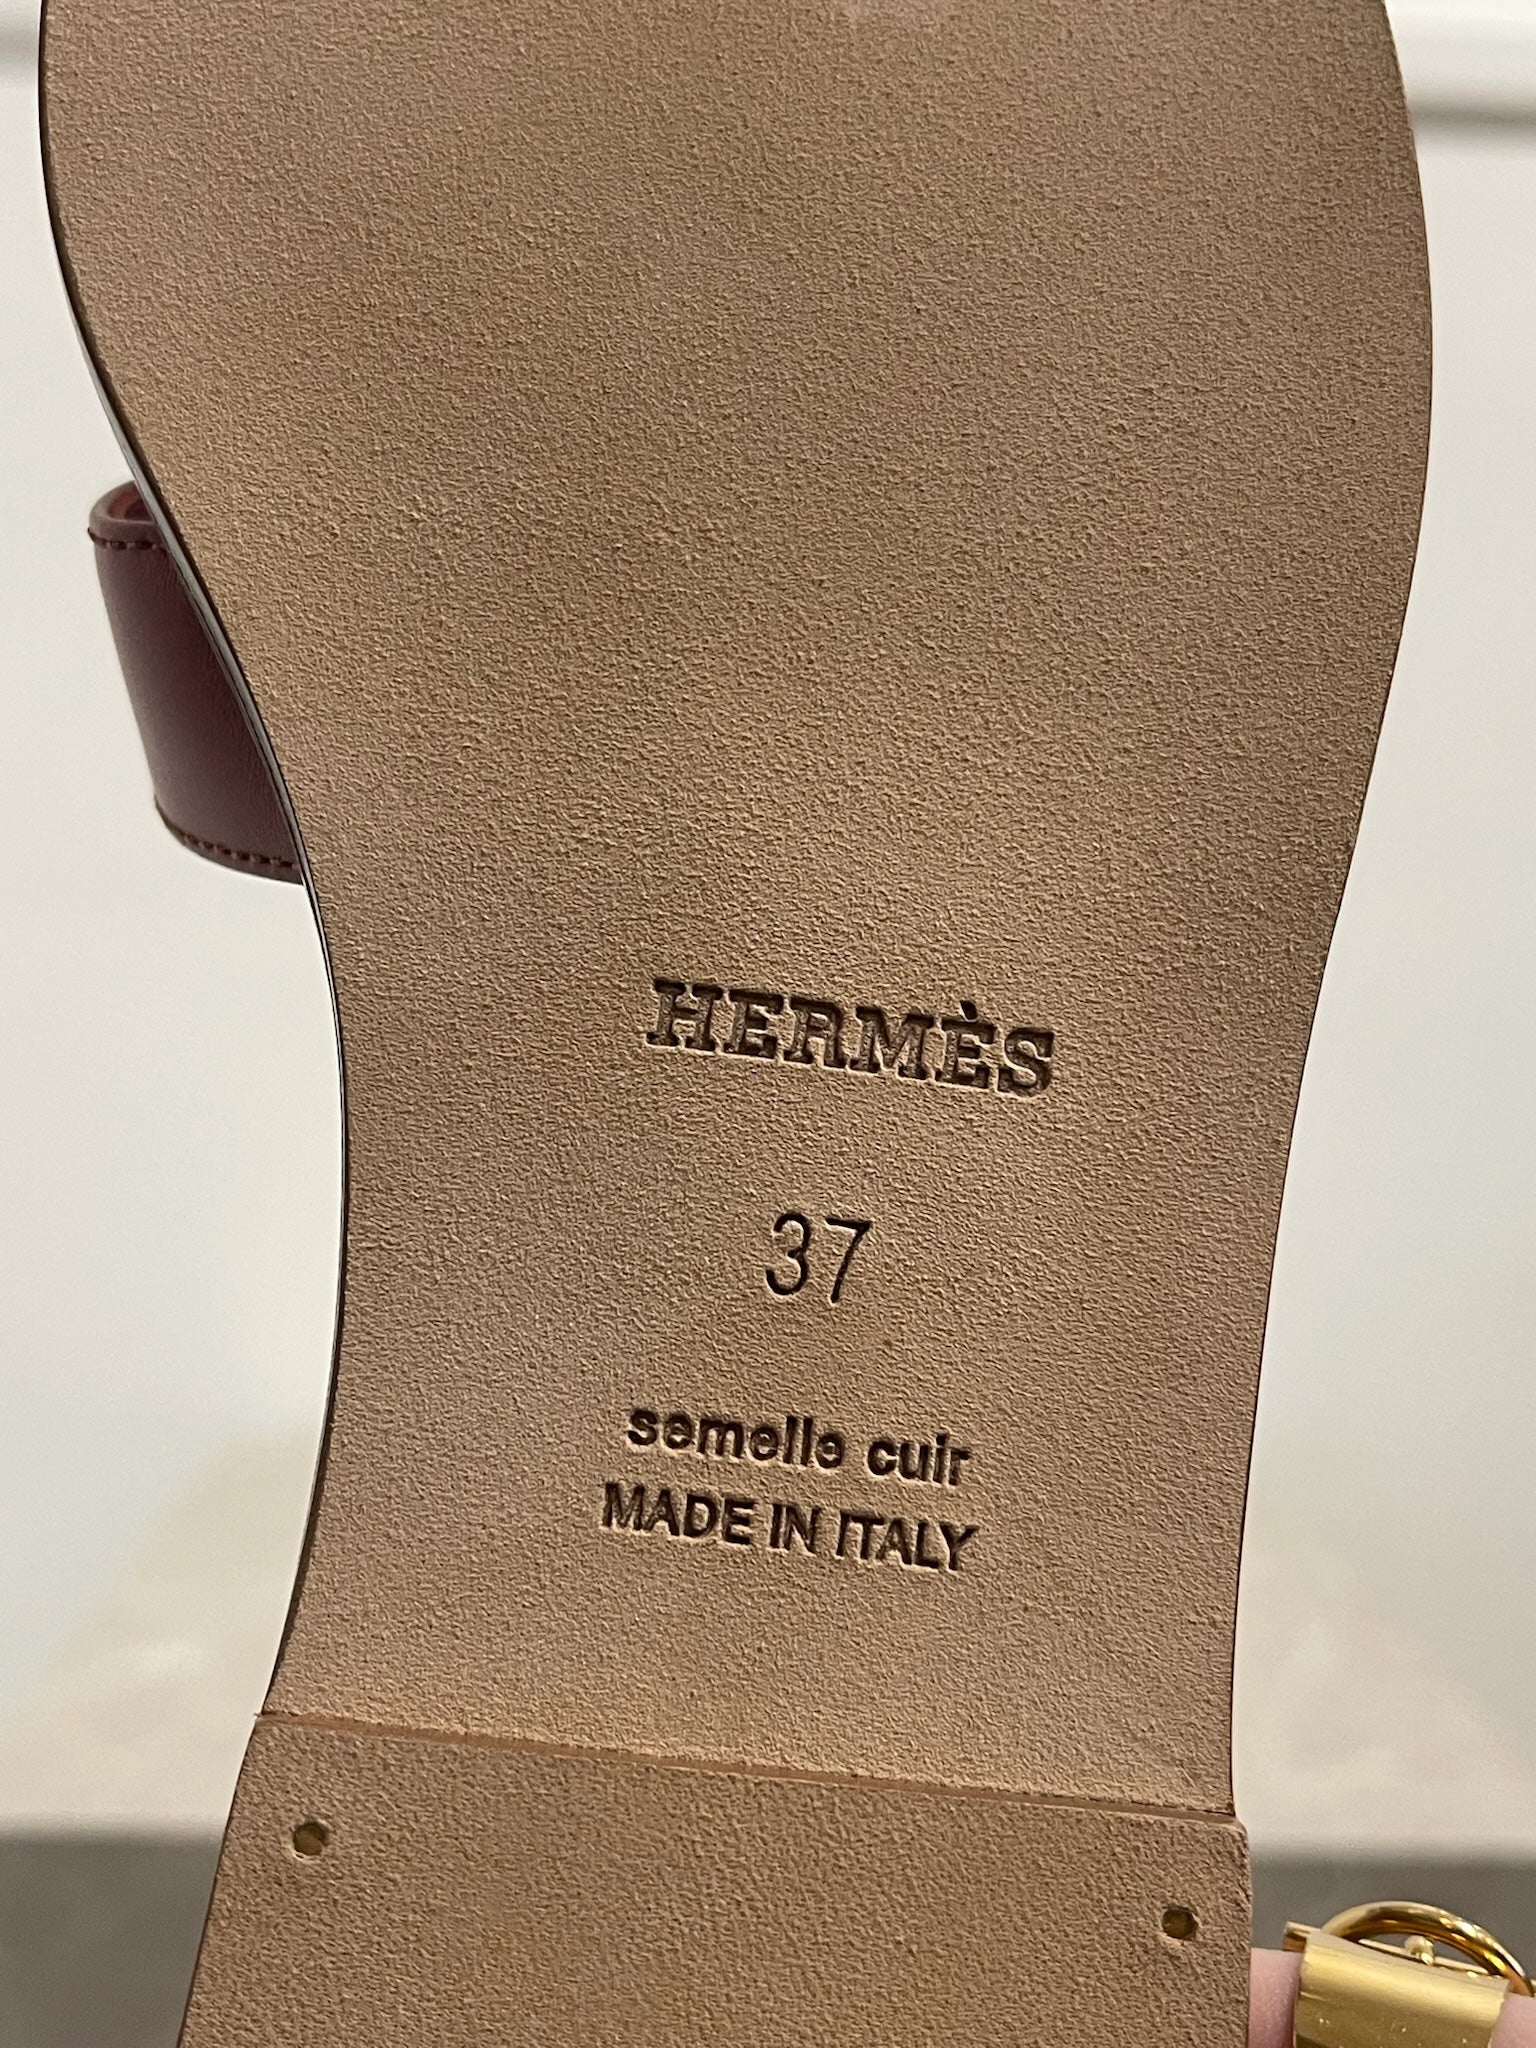 HERMÈS
37
semelle cuir
MADE IN ITALY